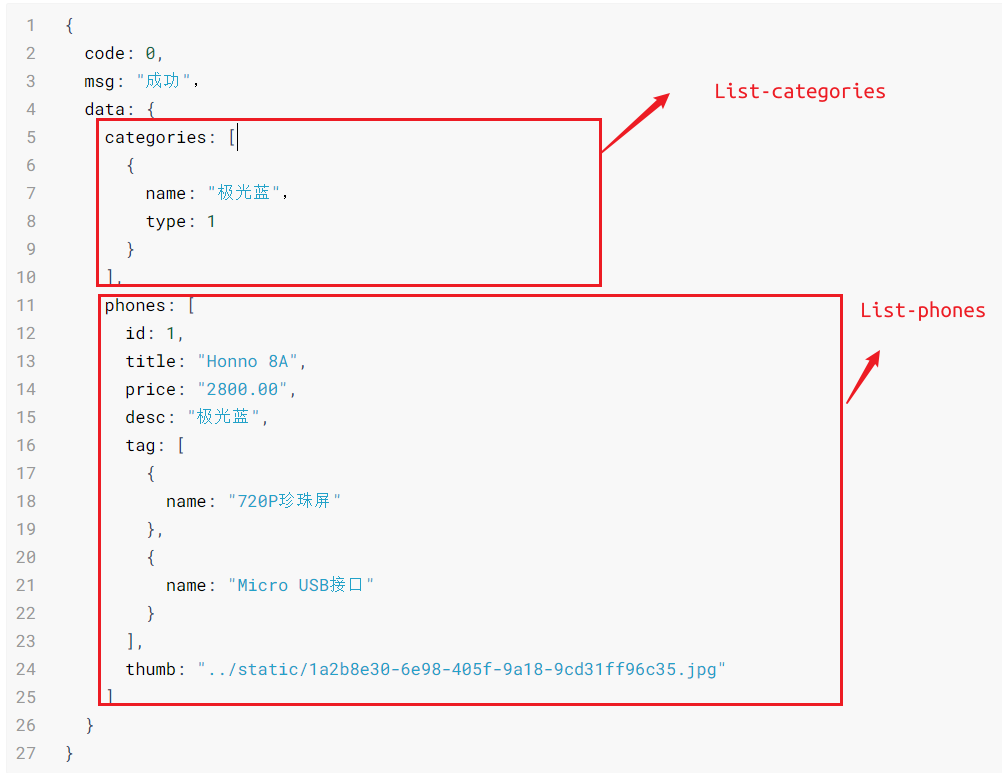 1 {
2 code: 0,
3 msg: "成功",
4 data: {
List-categories
5 categories: [
6 {
7 name: "极光蓝",
8 type: 1
9 }
10 ],
11 phones: [
List-phones
12 id: 1,
13 title: "Honno 8A",
14 price: "2800.00",
15 desc: "极光蓝",
16 tag: [
17 {
18 name: "720P珍珠屏"
19 },
20 {
21 name: "Micro USB接口"
22 }
23 ],
24 thumb: "../static/1a2b8e30-6e98-405f-9a18-9cd31ff96c35.jpg"
25 ]
26 }
27 }